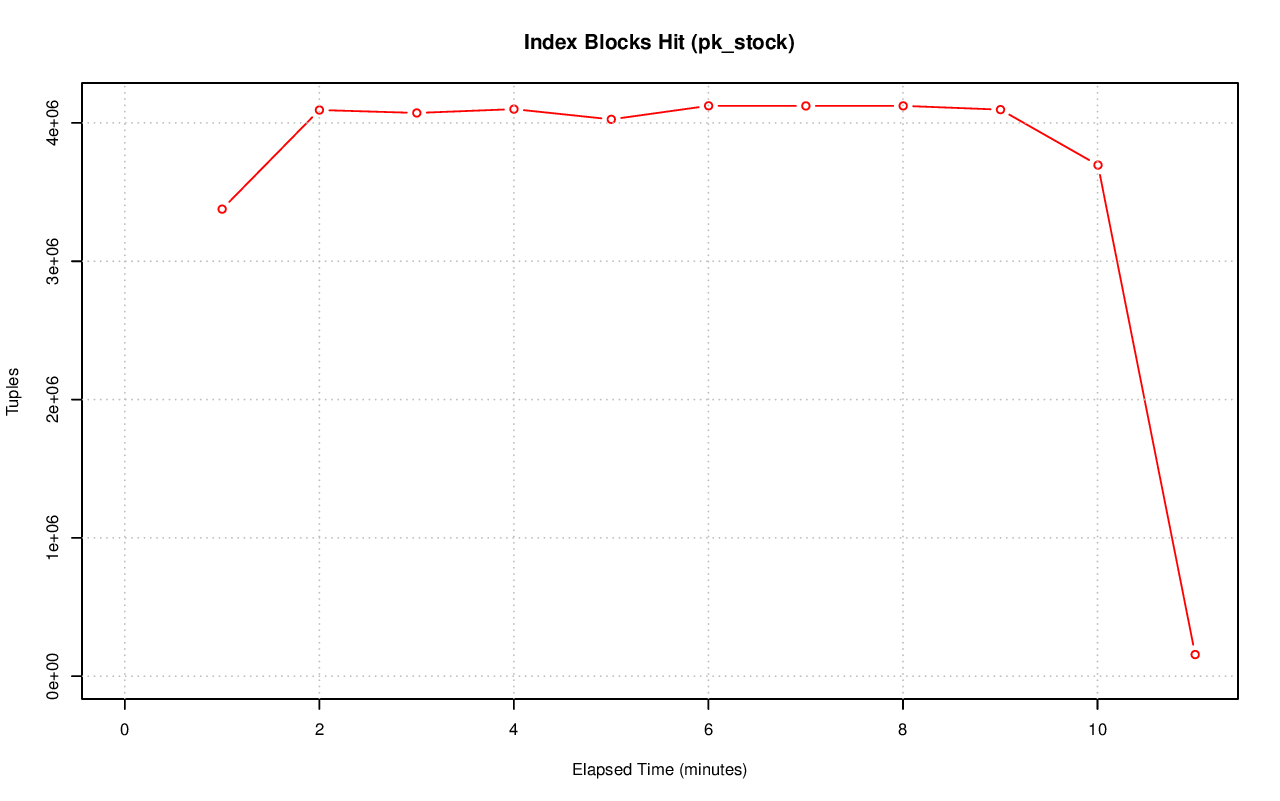 Index Blocks Hit (pk_stock)
4e+06
3e+06
2e+06
1e+06
0e+00
Tuples
0 2 4 6 8 10
Elapsed Time (minutes)